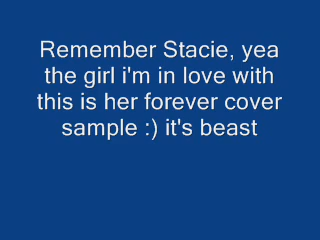 Remember Stacie, yea
the girl i'm in love with
this is her forever cover
sample :) it's beast